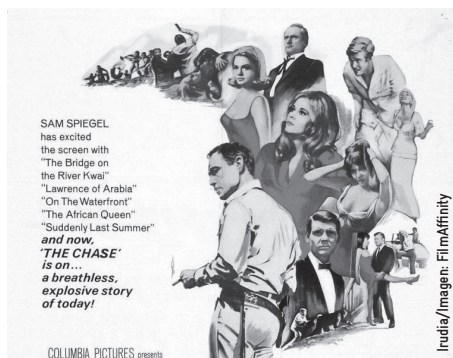 SAM SPIEGEL
has excited
the screen with
"The Bridge on
the River Kwai"
"Lawrence of Arabia"
"On The Waterfront"
"The African Queen"
"Suddenly Last Summer"
and now,
'THE CHASE'
is on...
a breathless,
explosive story
of today!
COLUMBIA PICTURES presents
Irudia/Imagen: FilmAffinity